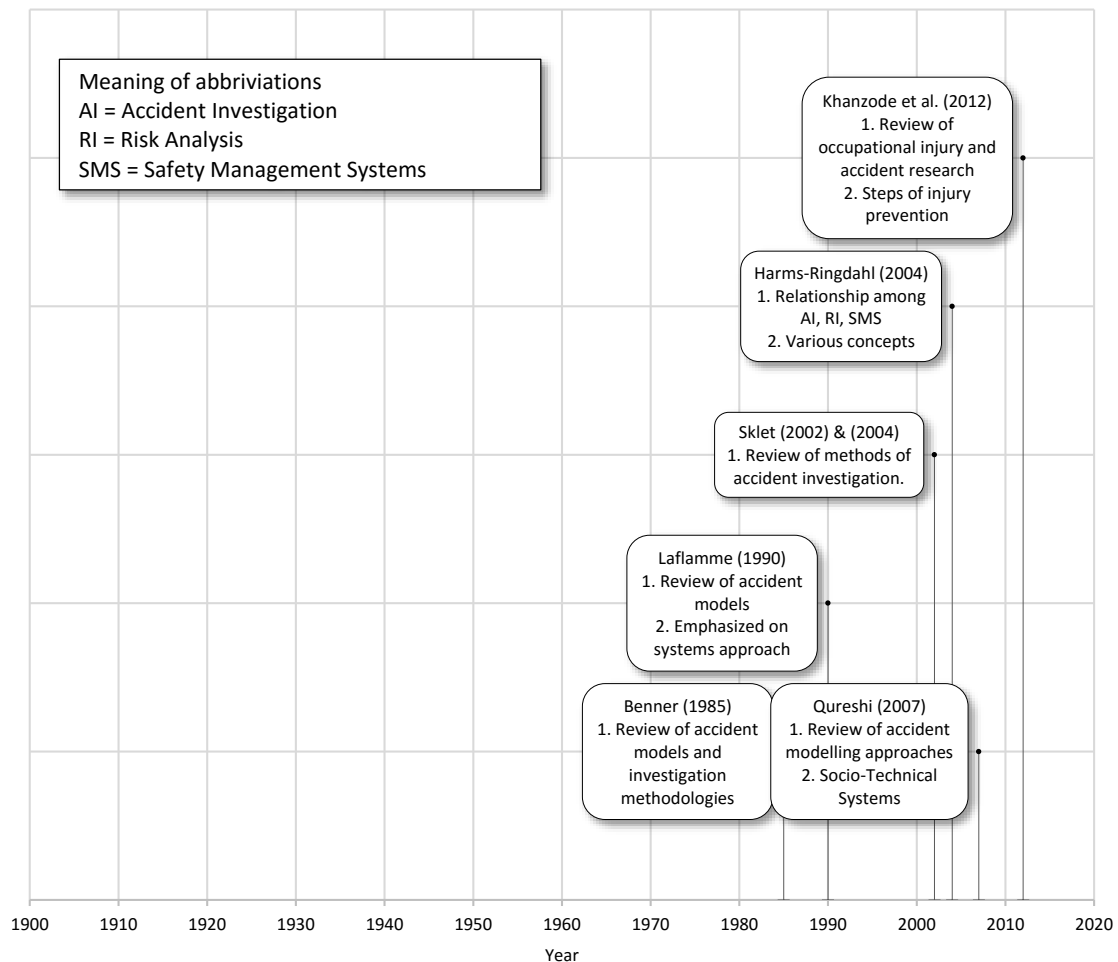 Meaning of abbriviations
AI = Accident Investigation
RI = Risk Analysis
SMS = Safety Management Systems
Khanzode et al. (2012)
1. Review of
occupational injury and
accident research
2. Steps of injury
prevention
Harms-Ringdahl (2004)
1. Relationship among
AI, RI, SMS
2. Various concepts
Sklet (2002) & (2004)
1. Review of methods of
accident investigation.
Laflamme (1990)
1. Review of accident
models
2. Emphasized on
systems approach
Benner (1985)
1. Review of accident
models and
investigation
methodologies
Qureshi (2007)
1. Review of accident
modelling approaches
2. Socio-Technical
Systems
1900 1910 1920 1930 1940 1950 1960 1970 1980 1990 2000 2010 2020
Year